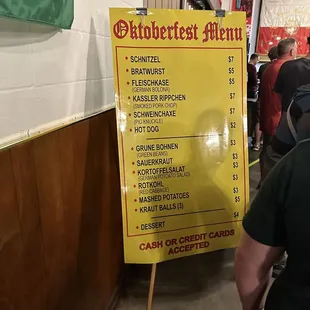 Oktoberfest Menu
SCHNITZEL $7
BRATWURST $5
FLEISCHKASE $5
(GERMAN BOLONA)
KASSLER RIPPCHEN $7
(SMOKED PORK CHOP)
SCHWEINCHAXE $7
(PIG KNUCKLE)
HOT DOG $2
GRUNE BOHNEN $3
(GREEN BEANS)
SAUERKRAUT $3
KORTOFFELSALAT $3
(GERMAN POTATO SALAD)
ROTKOHL $3
(RED CABBAGE)
MASHED POTATOES $3
KRAUT BALLS (3) $5
DESSERT $4
CASH OR CREDIT CARDS
ACCEPTED